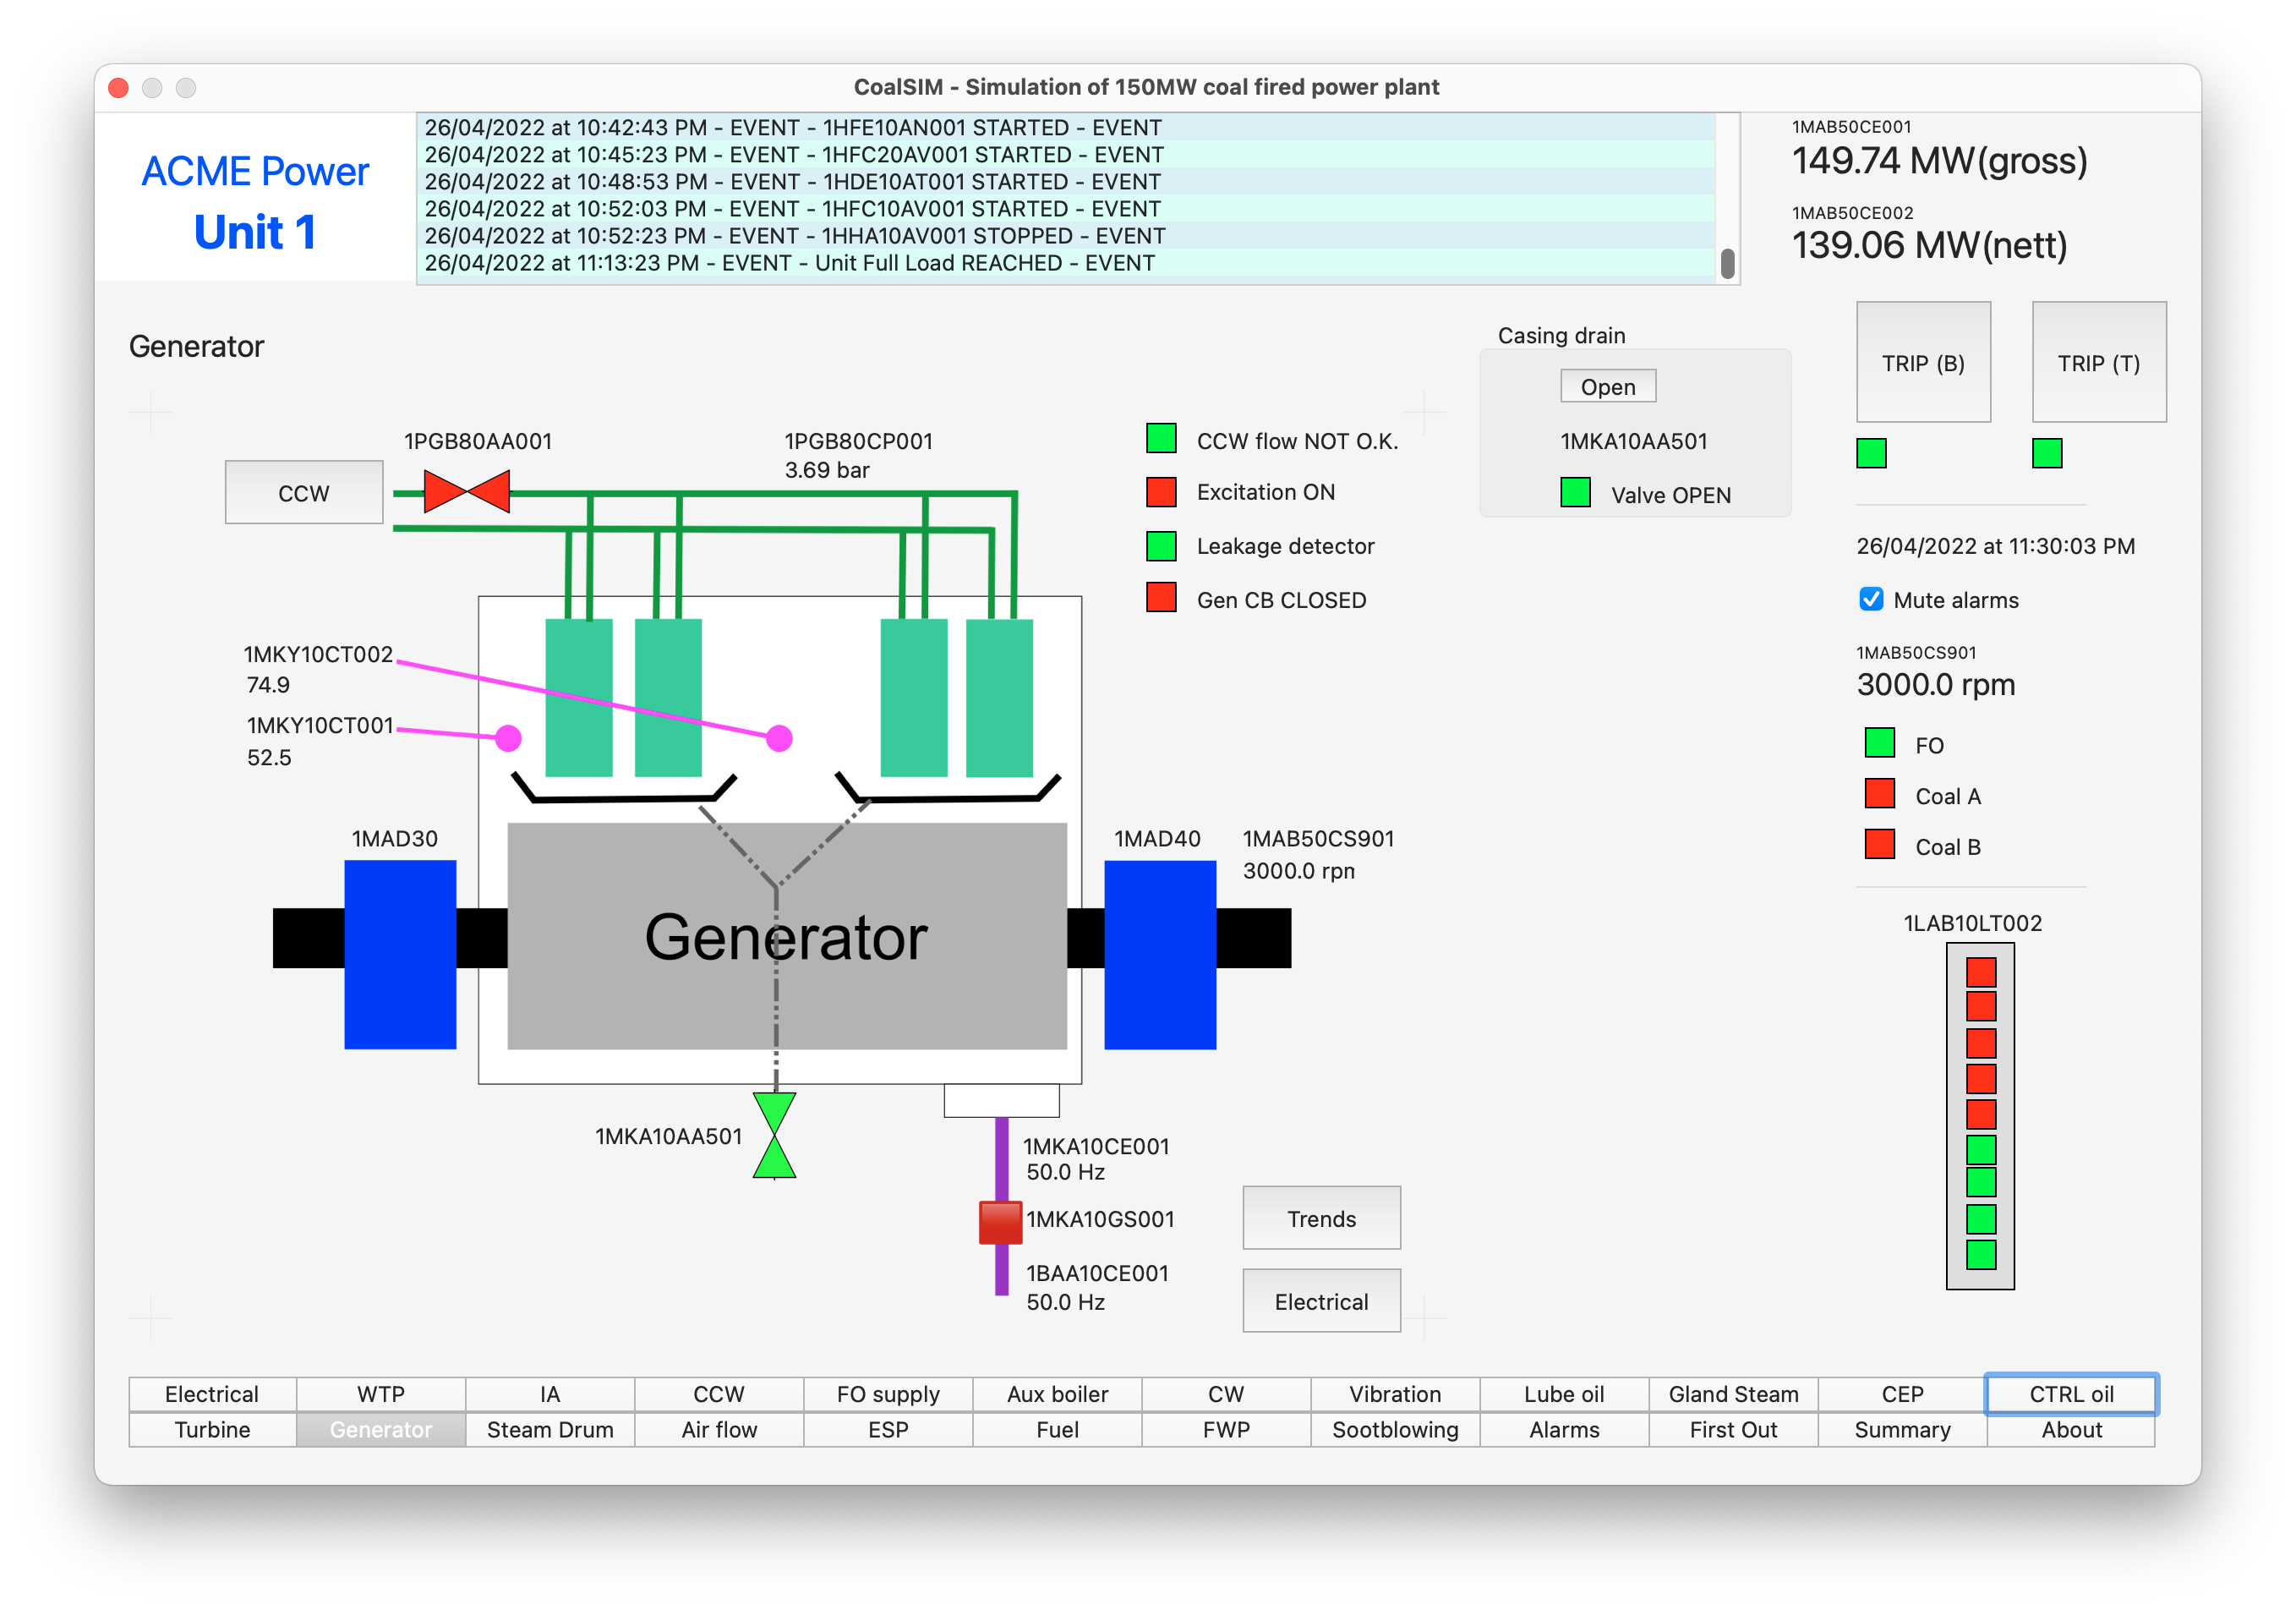 CoalSIM - Simulation of 150MW coal fired power plant
ACME Power
Unit 1
26/04/2022 at 10:42:43 PM - EVENT - 1HFE10AN001 STARTED - EVENT
26/04/2022 at 10:45:23 PM - EVENT - 1HFC20AV001 STARTED - EVENT
26/04/2022 at 10:48:53 PM - EVENT - 1HDE10AT001 STARTED - EVENT
26/04/2022 at 10:52:03 PM - EVENT - 1HFC10AV001 STARTED - EVENT
26/04/2022 at 10:52:23 PM - EVENT - 1HHA10AV001 STOPPED - EVENT
26/04/2022 at 11:13:23 PM - EVENT - Unit Full Load REACHED - EVENT
1MAB50CE001
149.74 MW(gross)
1MAB50CE002
139.06 MW(nett)
Generator
Casing drain
Open
1MKA10AA501
Valve OPEN
TRIP (B)
TRIP (T)
1PGB80AA001
1PGB80CP001
3.69 bar
CCW
CCW flow NOT O.K.
Excitation ON
Leakage detector
Gen CB CLOSED
26/04/2022 at 11:30:03 PM
Mute alarms
1MAB50CS901
3000.0 rpm
FO
Coal A
Coal B
1LAB10LT002
1MKY10CT002
74.9
1MKY10CT001
52.5
1MAD30
1MAD40
1MAB50CS901
3000.0 rpn
Generator
1MKA10AA501
1MKA10CE001
50.0 Hz
1MKA10GS001
1BAA10CE001
50.0 Hz
Trends
Electrical
Electrical WTP IA CCW FO supply Aux boiler CW Vibration Lube oil Gland Steam CEP CTRL oil
Turbine Generator Steam Drum Air flow ESP Fuel FWP Sootblowing Alarms First Out Summary About